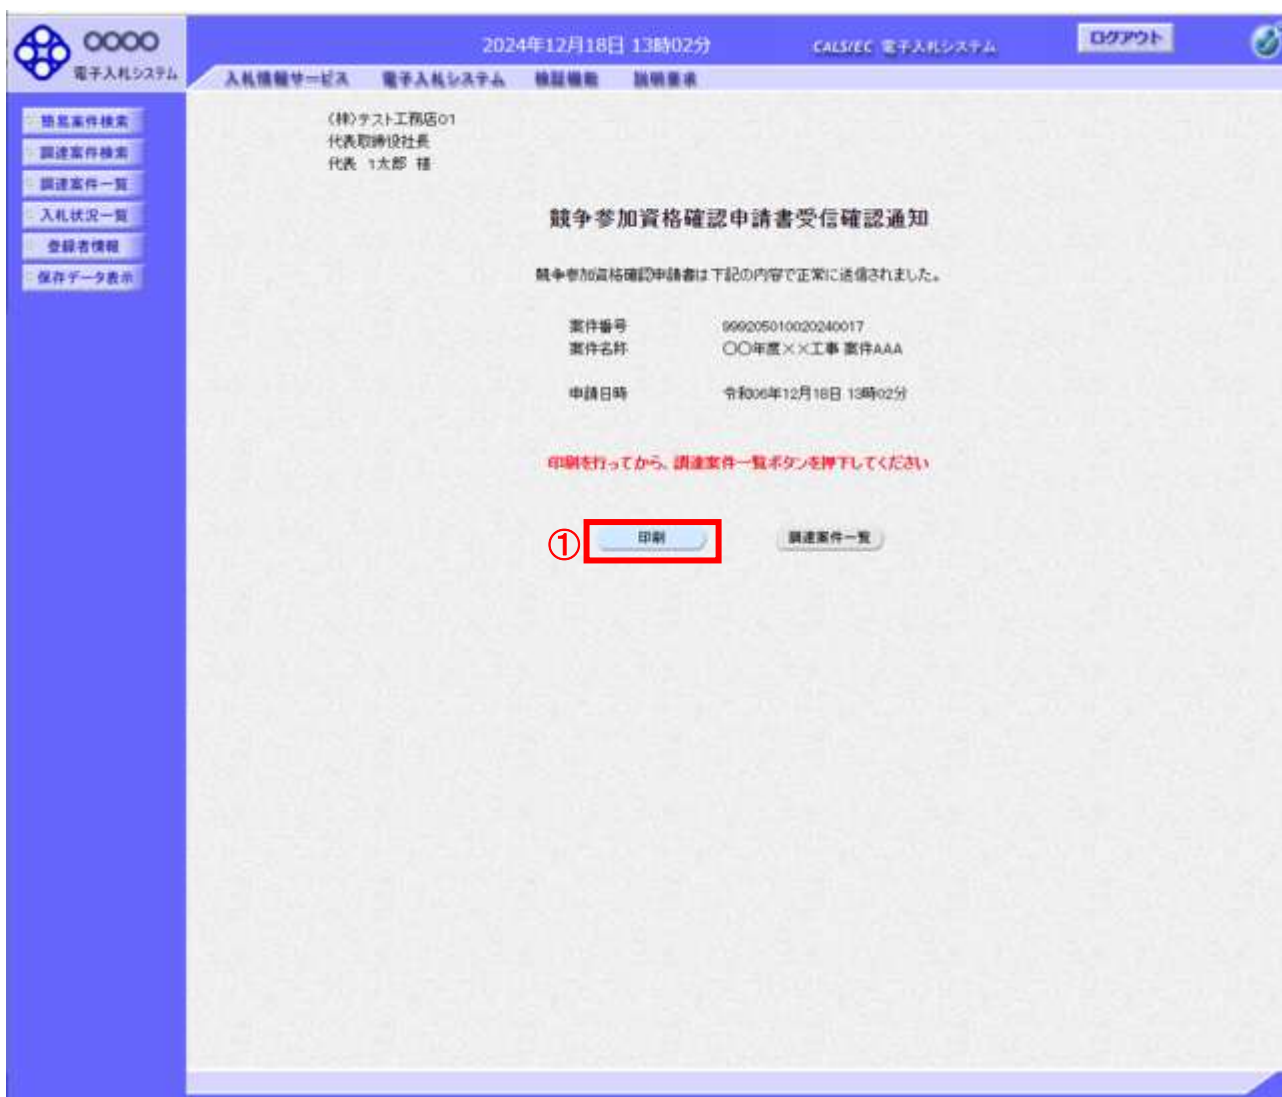 OOOO
電子入札システム
2024年12月18日 13時02分
CALS/EC 電子入札システム
ログアウト
入札情報サービス
電子入札システム
検証機能
説明要求
簡易案件検索
調達案件検索
調達案件一覧
入札状況一覧
登録者情報
保存データ表示
(株)テスト工務店01
代表取締役社長
代表 1太郎 様
競争参加資格確認申請書受信確認通知
競争参加資格確認申請書は下記の内容で正常に送信されました。
案件番号 999205010020240017
案件名称 〇〇年度××工事 案件AAA
申請日時 令和06年12月18日 13時02分
印刷を行ってから、調達案件一覧ボタンを押下してください
①
印刷
調達案件一覧